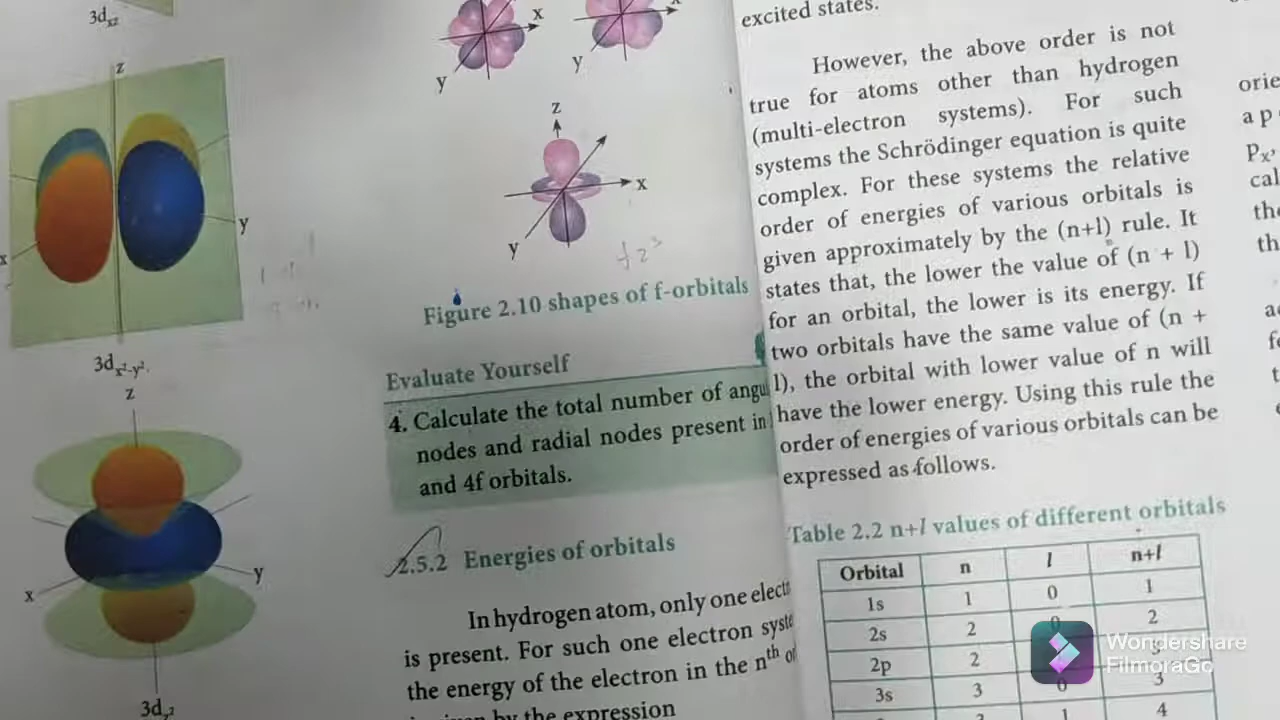 3dxz
z
y
x
3dx²-y².
z
y
x
3dz²
x
y
x
y
z
x
y
fz³
Figure 2.10 shapes of f-orbitals
Evaluate Yourself
4. Calculate the total number of
nodes and radial nodes present in
and 4f orbitals.
2.5.2 Energies of orbitals
In hydrogen atom, only one
is present. For such one electron
the energy of the electron in the nth
by the expression
excited states.
However, the above order is not
true for atoms other than hydrogen
(multi-electron systems). For such
systems the Schrödinger equation is quite
complex. For these systems the relative
order of energies of various orbitals is
given approximately by the (n+l) rule. It
states that, the lower the value of (n + l)
for an orbital, the lower is its energy. If
two orbitals have the same value of (n +
l), the orbital with lower value of n will
have the lower energy. Using this rule the
order of energies of various orbitals can be
expressed as follows.
Table 2.2 n+l values of different orbitals
Orbital n l n+l
1s 1 0 1
2s 2 0 2
2p 2
3s 3 0 3
1 4
Px,
Wondershare
FilmoraGo